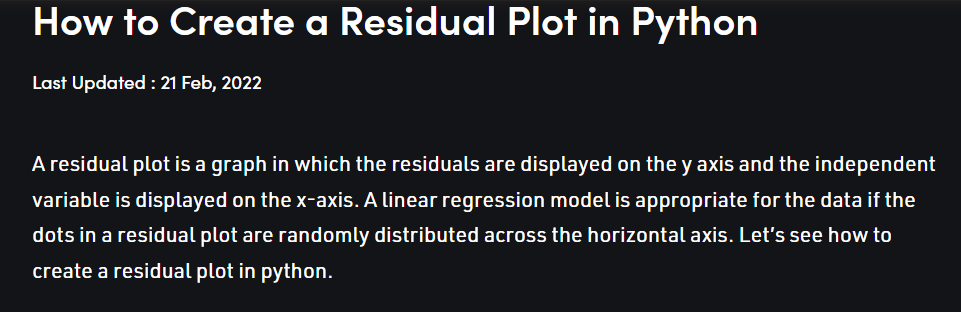 How to Create a Residual Plot in Python
Last Updated : 21 Feb, 2022
A residual plot is a graph in which the residuals are displayed on the y axis and the independent
variable is displayed on the x-axis. A linear regression model is appropriate for the data if the
dots in a residual plot are randomly distributed across the horizontal axis. Let’s see how to
create a residual plot in python.